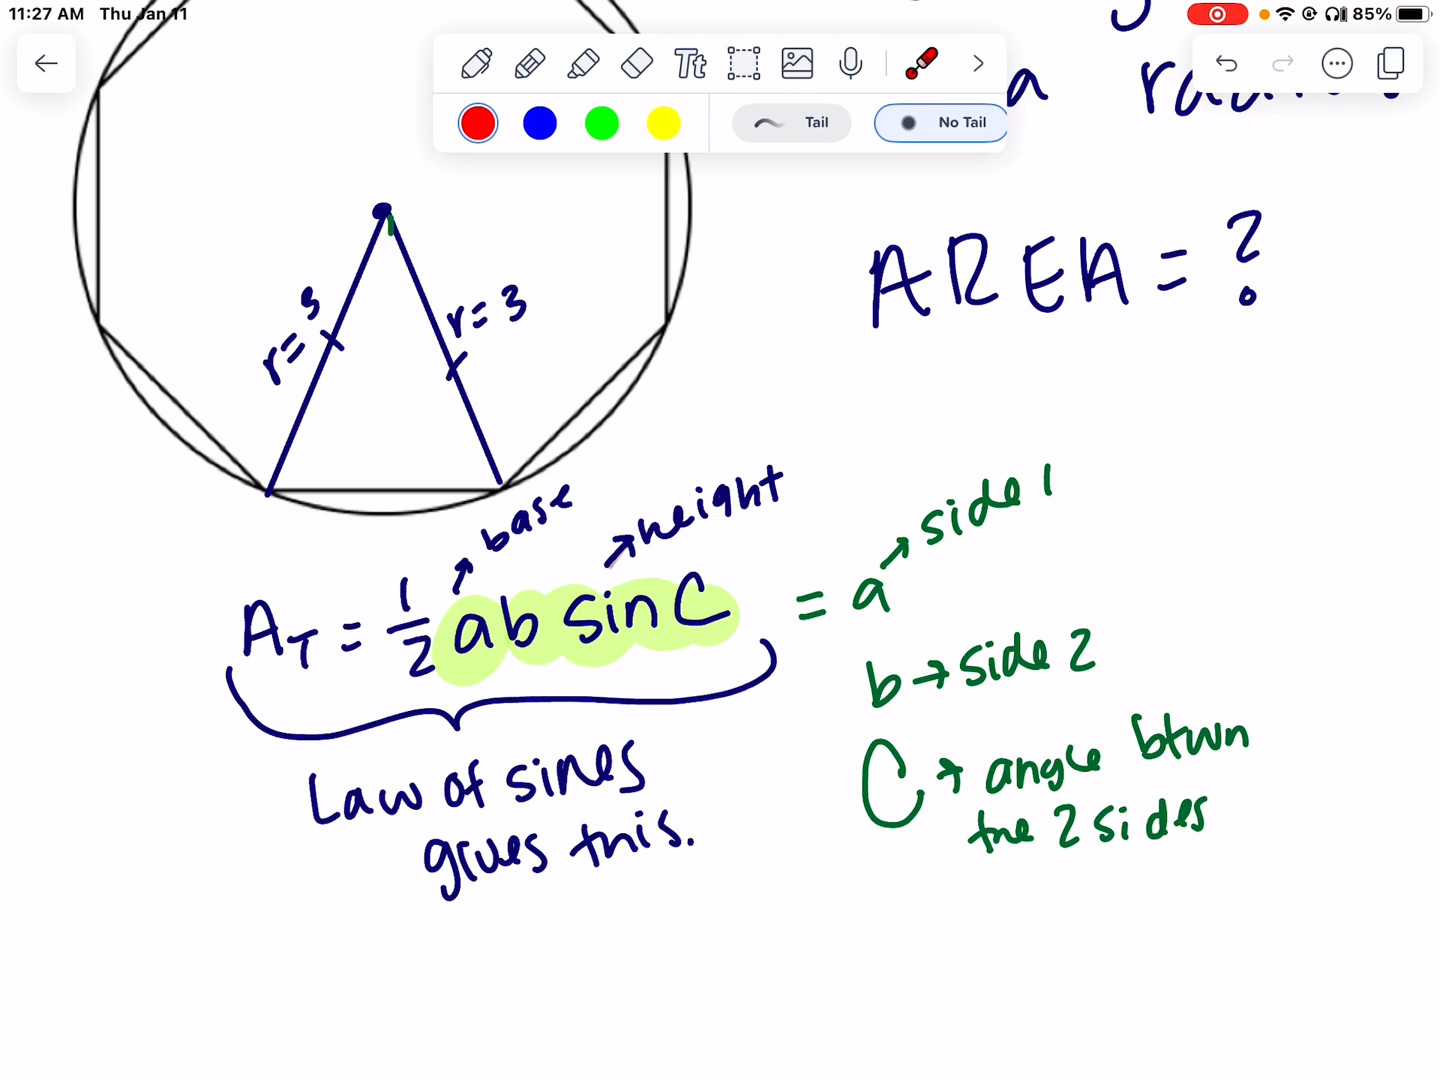 11:27 AM Thu Jan 11
85%
Tt
Tail
No Tail
a
AREA = ?
r = 3
r = 3
base
height
side 1
A_T = 1/2 ab sin C = a
b → side 2
C → angle btwn
the 2 sides
Law of sines
gives this.